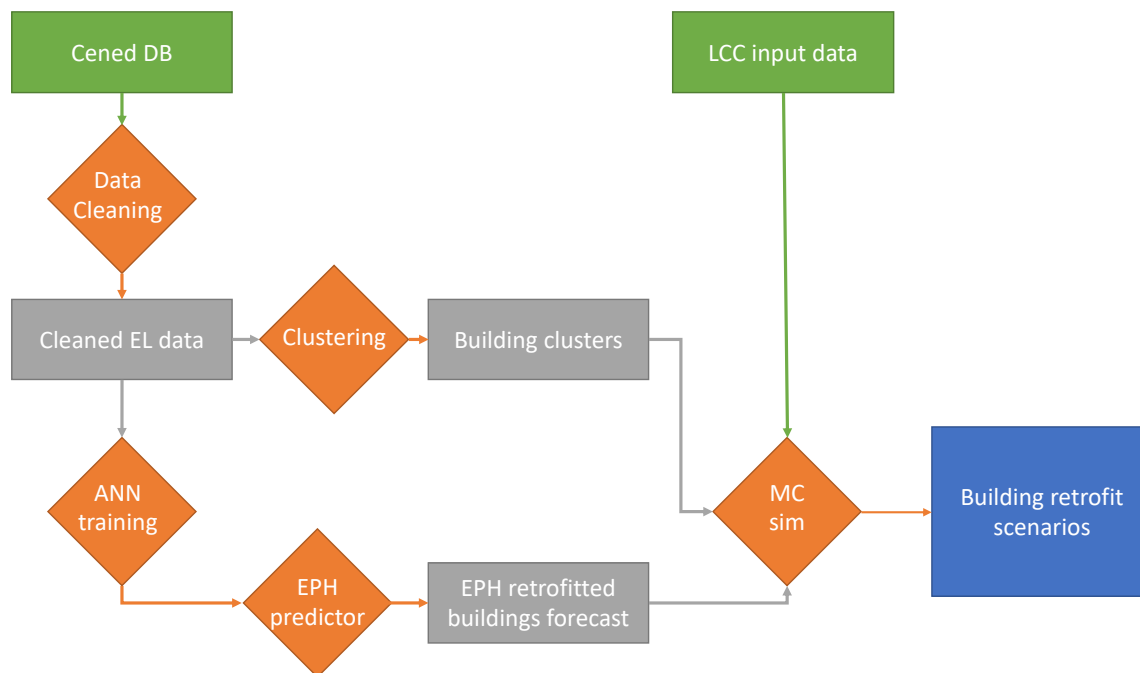 Cened DB
LCC input data
Data
Cleaning
Cleaned EL data
Clustering
Building clusters
ANN
training
MC
sim
Building retrofit
scenarios
EPH
predictor
EPH retrofitted
buildings forecast